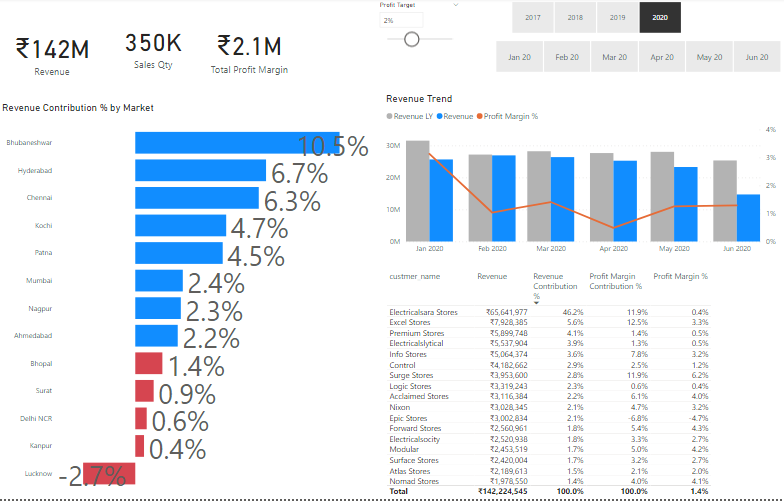 Profit Target
2%
2017 2018 2019 2020
Jan 20 Feb 20 Mar 20 Apr 20 May 20 Jun 20
₹142M 350K ₹2.1M
Revenue Sales Qty Total Profit Margin
Revenue Contribution % by Market
Bhubaneshwar 10.5%
Hyderabad 6.7%
Chennai 6.3%
Kochi 4.7%
Patna 4.5%
Mumbai 2.4%
Nagpur 2.3%
Ahmedabad 2.2%
Bhopal 1.4%
Surat 0.9%
Delhi NCR 0.6%
Kanpur 0.4%
Lucknow -2.7%
Revenue Trend
Revenue LY Revenue Profit Margin %
30M
20M
10M
0M
4%
3%
2%
1%
0%
Jan 2020 Feb 2020 Mar 2020 Apr 2020 May 2020 Jun 2020
custmer_name Revenue Revenue Profit Margin Profit Margin %
Contribution Contribution %
%
Electricalsara Stores ₹65,641,977 46.2% 11.9% 0.4%
Excel Stores ₹7,928,385 5.6% 12.5% 3.3%
Premium Stores ₹5,899,748 4.1% 1.4% 0.5%
Electricalslytical ₹5,537,904 3.9% 1.3% 0.5%
Info Stores ₹5,064,374 3.6% 7.8% 3.2%
Control ₹4,182,662 2.9% 2.5% 1.2%
Surge Stores ₹3,953,600 2.8% 11.9% 6.2%
Logic Stores ₹3,319,243 2.3% 0.6% 0.4%
Acclaimed Stores ₹3,116,384 2.2% 6.1% 4.0%
Nixon ₹3,028,345 2.1% 4.7% 3.2%
Epic Stores ₹3,002,834 2.1% -6.8% -4.7%
Forward Stores ₹2,560,961 1.8% 5.4% 4.3%
Electricalsocity ₹2,520,938 1.8% 3.3% 2.7%
Modular ₹2,453,519 1.7% 5.0% 4.2%
Surface Stores ₹2,420,004 1.7% 3.2% 2.7%
Atlas Stores ₹2,189,613 1.5% 2.1% 2.0%
Nomad Stores ₹1,978,550 1.4% 4.0% 4.1%
Total ₹142,224,545 100.0% 100.0% 1.4%